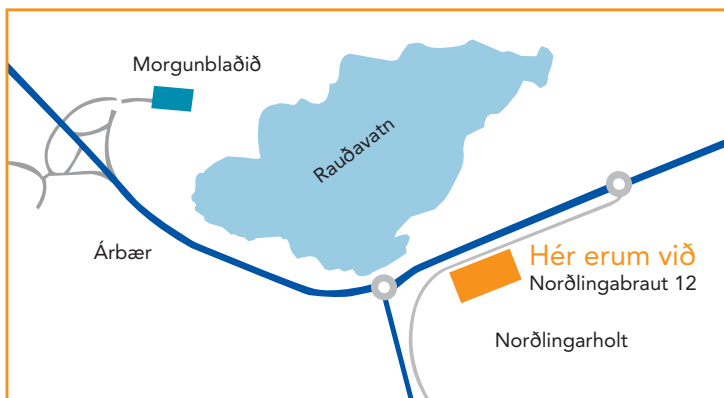 Morgunblaðið
Rauðavatn
Árbær
Hér erum við
Norðlingabraut 12
Norðlingarholt